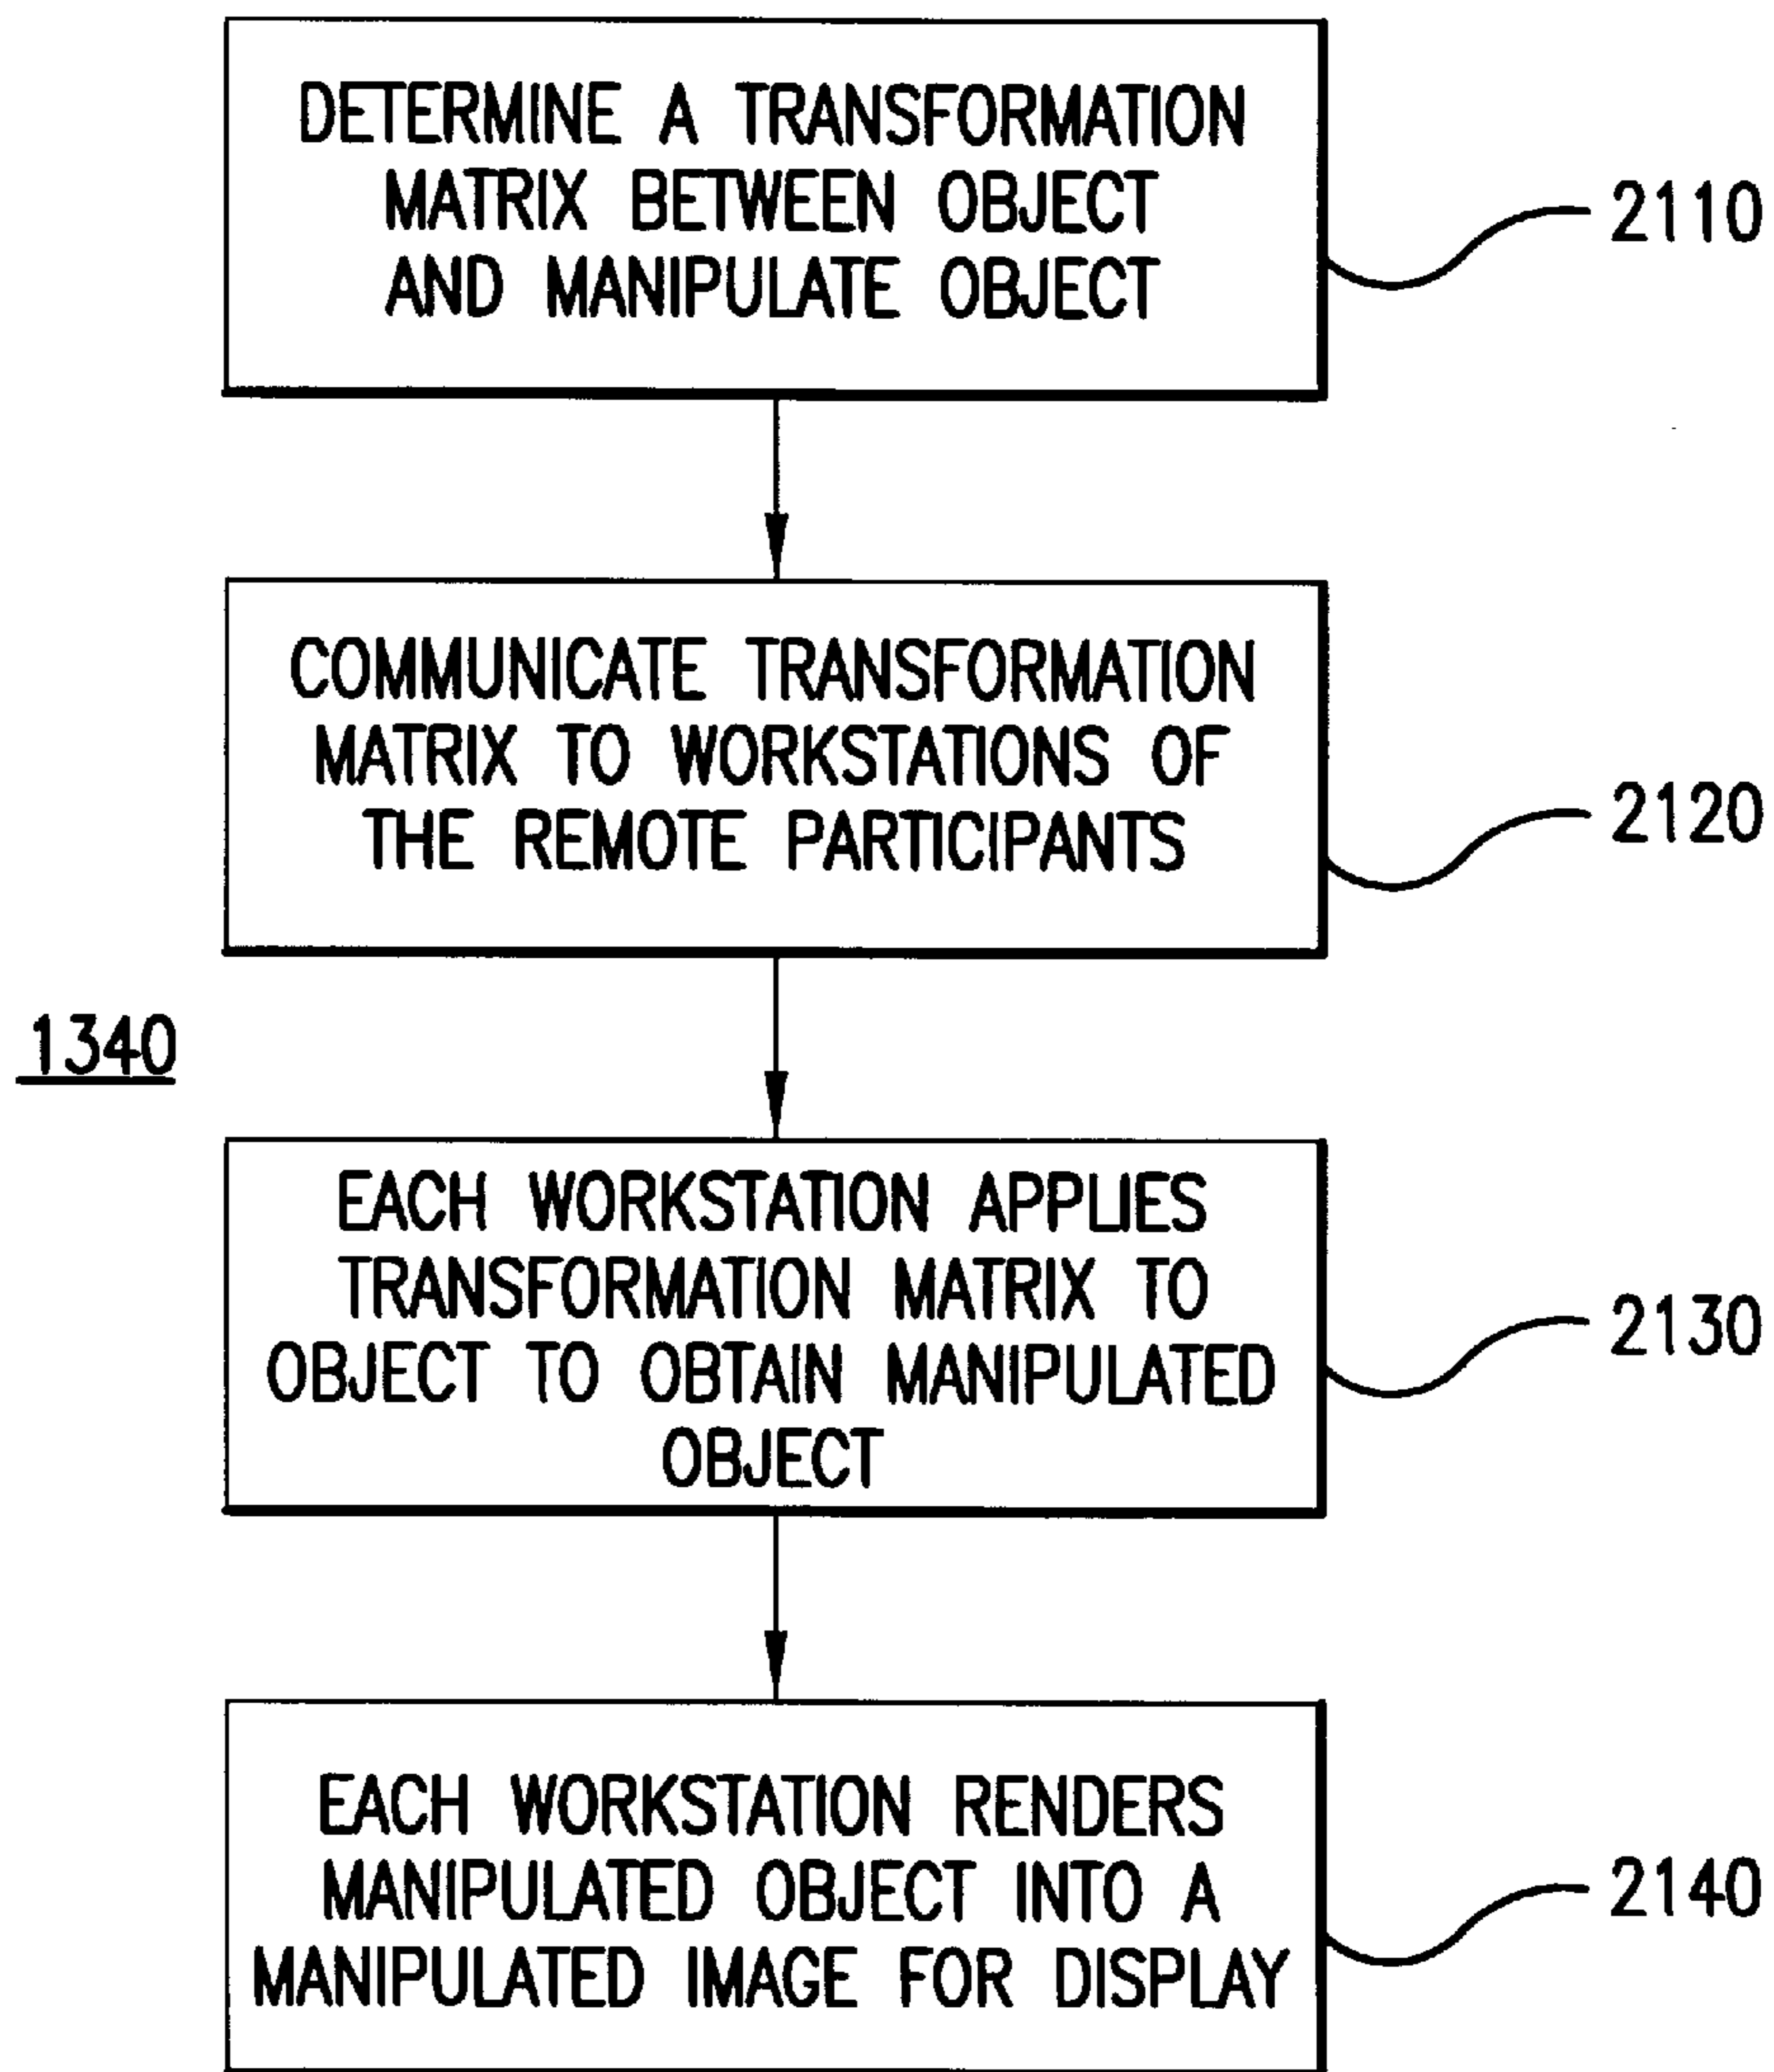 DETERMINE A TRANSFORMATION
MATRIX BETWEEN OBJECT
AND MANIPULATE OBJECT
2110
COMMUNICATE TRANSFORMATION
MATRIX TO WORKSTATIONS OF
THE REMOTE PARTICIPANTS
2120
1340
EACH WORKSTATION APPLIES
TRANSFORMATION MATRIX TO
OBJECT TO OBTAIN MANIPULATED
OBJECT
2130
EACH WORKSTATION RENDERS
MANIPULATED OBJECT INTO A
MANIPULATED IMAGE FOR DISPLAY
2140